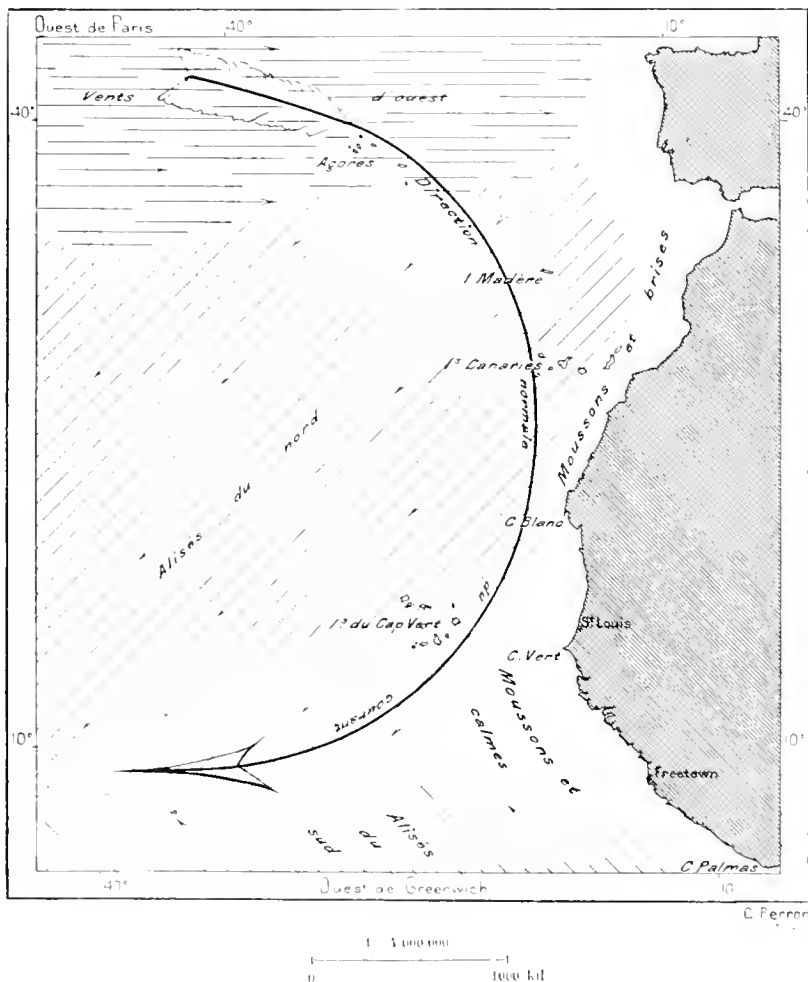 Ouest de Paris 40° 10°
Vents d'ouest
40° 40°
Açores
Direction
I Madère
brises
et
Is Canaries
normale
Moussons
Alisés du nord
C. Blanc
du
Is du Cap Vert
St Louis
C. Vert
courant
Moussons et
calmes
10° 10°
Freetown
Alisés
du
sud
C. Palmas
Ouest de Greenwich 10
C. Perron
0 1000 kil